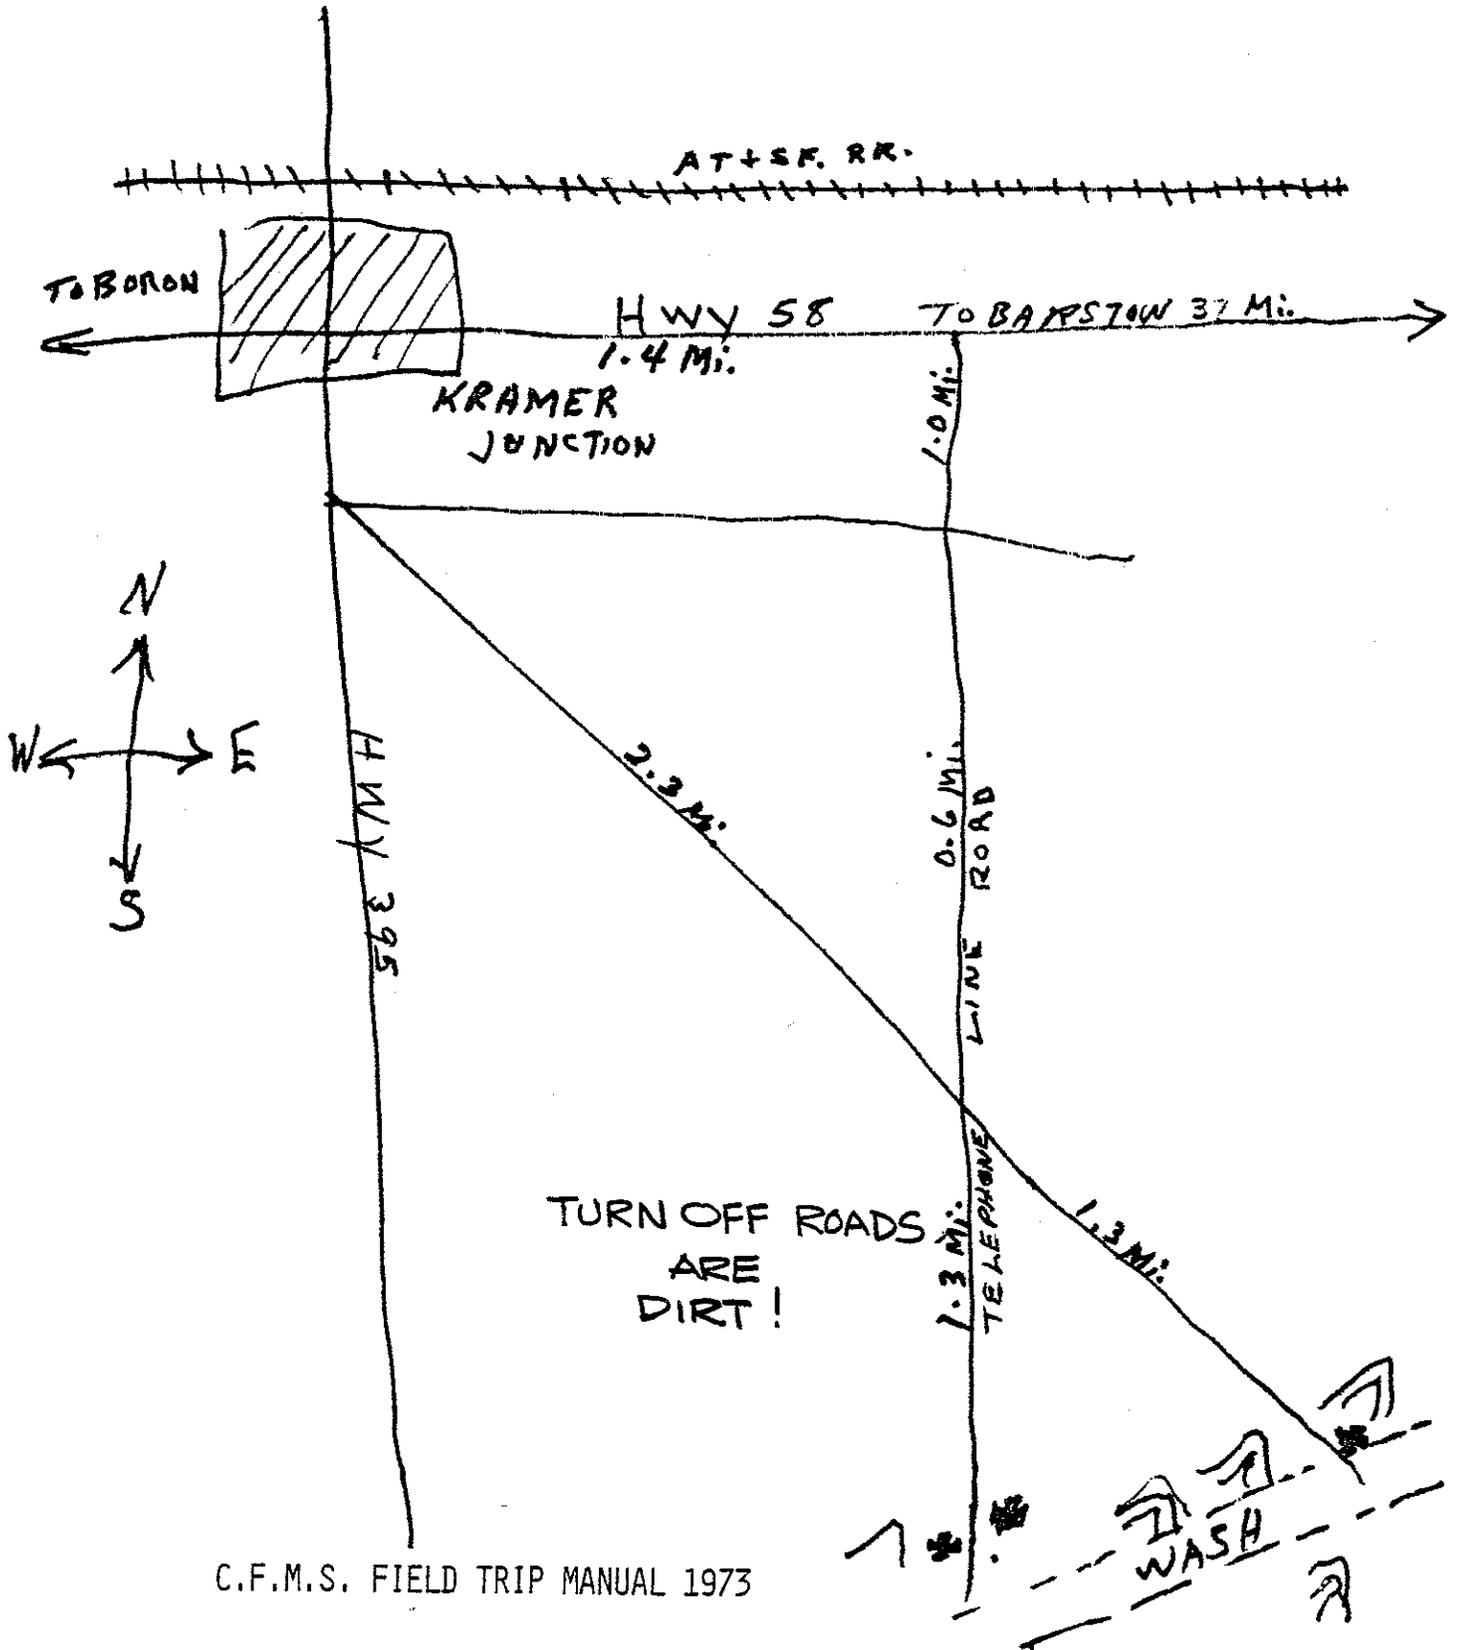 AT+SF. RR.
TO BORON
HWY 58
TO BARSTOW 37 Mi.
1.4 Mi.
KRAMER
JUNCTION
1.0 Mi.
N
W
E
S
HWY 395
2.3 Mi.
0.6 Mi.
TELEPHONE LINE ROAD
TURN OFF ROADS
ARE
DIRT!
1.3 Mi.
1.3 Mi.
WASH
C.F.M.S. FIELD TRIP MANUAL 1973